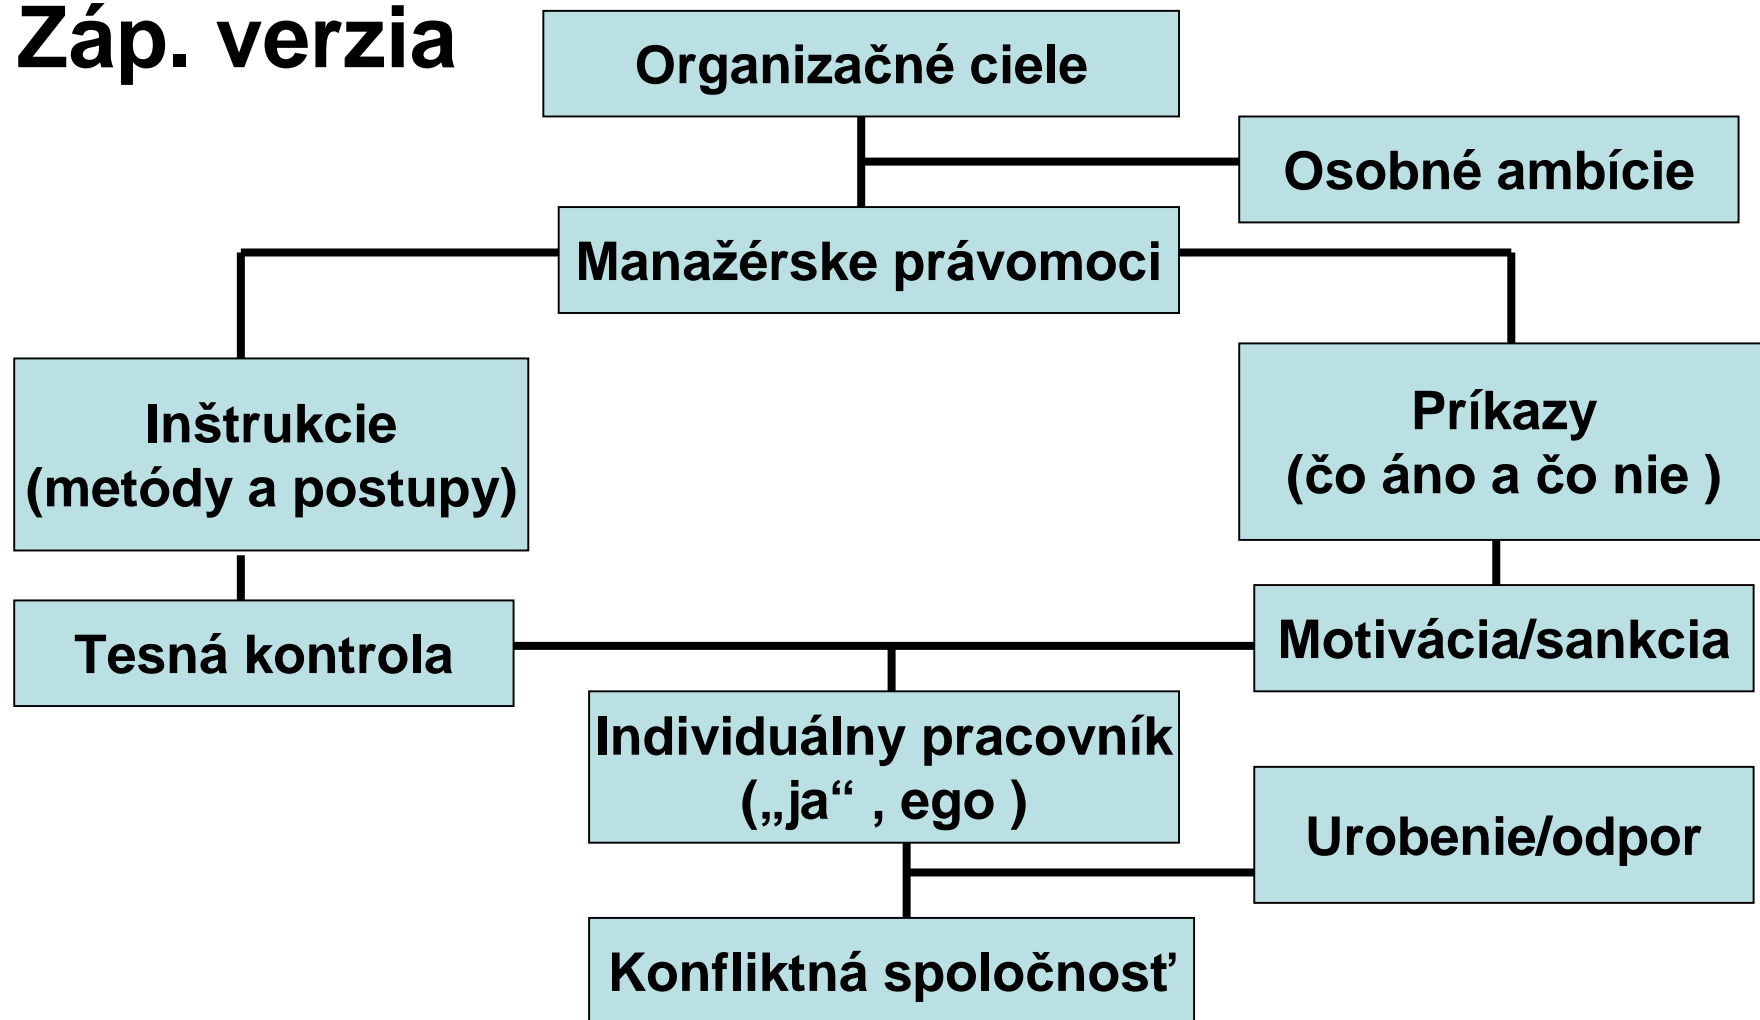 Záp. verzia
Organizačné ciele
Osobné ambície
Manažérske právomoci
Inštrukcie
(metódy a postupy)
Príkazy
(čo áno a čo nie )
Tesná kontrola
Motivácia/sankcia
Individuálny pracovník
(„ja“ , ego )
Urobenie/odpor
Konfliktná spoločnosť